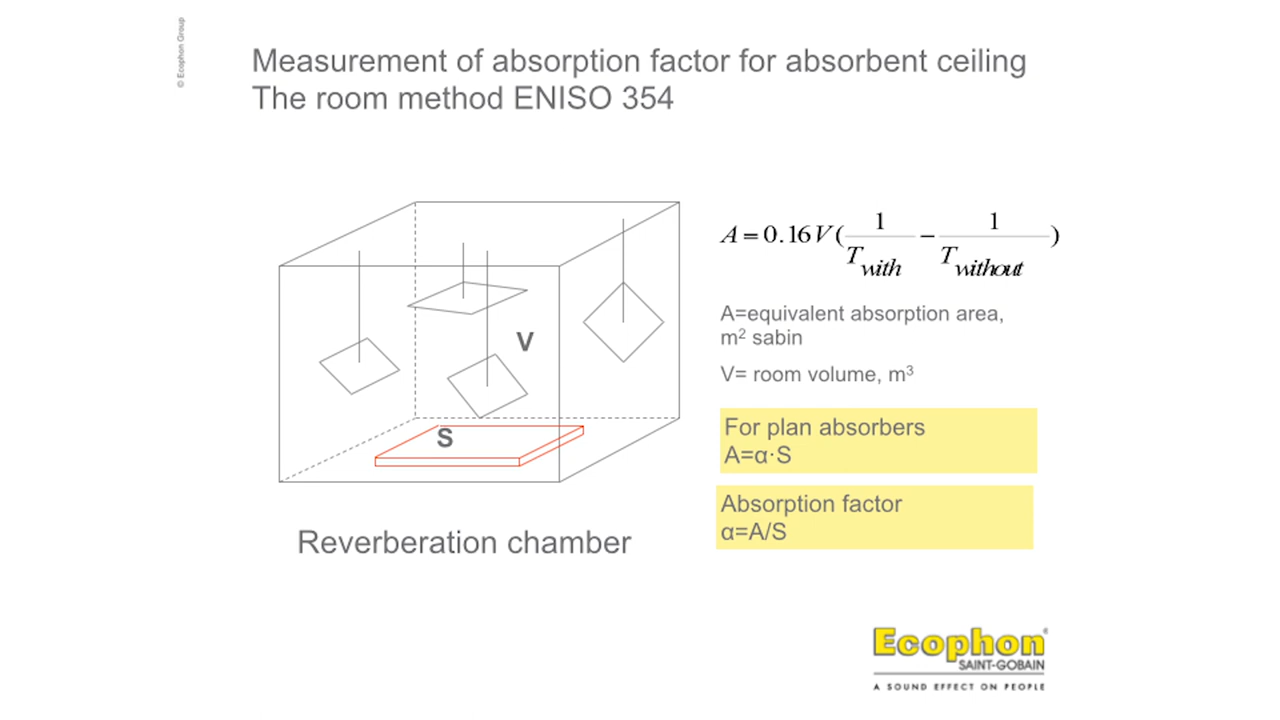 © Ecophon Group
Measurement of absorption factor for absorbent ceiling
The room method ENISO 354
V
S
Reverberation chamber
A = 0.16V(1/T_with − 1/T_without)
A=equivalent absorption area,
m² sabin
V= room volume, m³
For plan absorbers
A=α·S
Absorption factor
α=A/S
Ecophon®
SAINT-GOBAIN
A SOUND EFFECT ON PEOPLE